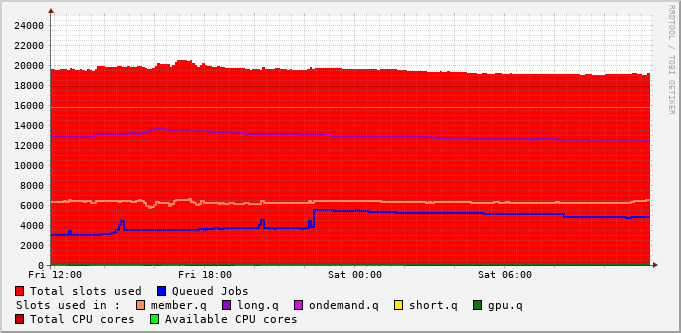 RRDTOOL / TOBI OETIKER
24000
22000
20000
18000
16000
14000
12000
10000
8000
6000
4000
2000
0
Fri 12:00 Fri 18:00 Sat 00:00 Sat 06:00
Total slots used Queued Jobs
Slots used in : member.q long.q ondemand.q short.q gpu.q
Total CPU cores Available CPU cores